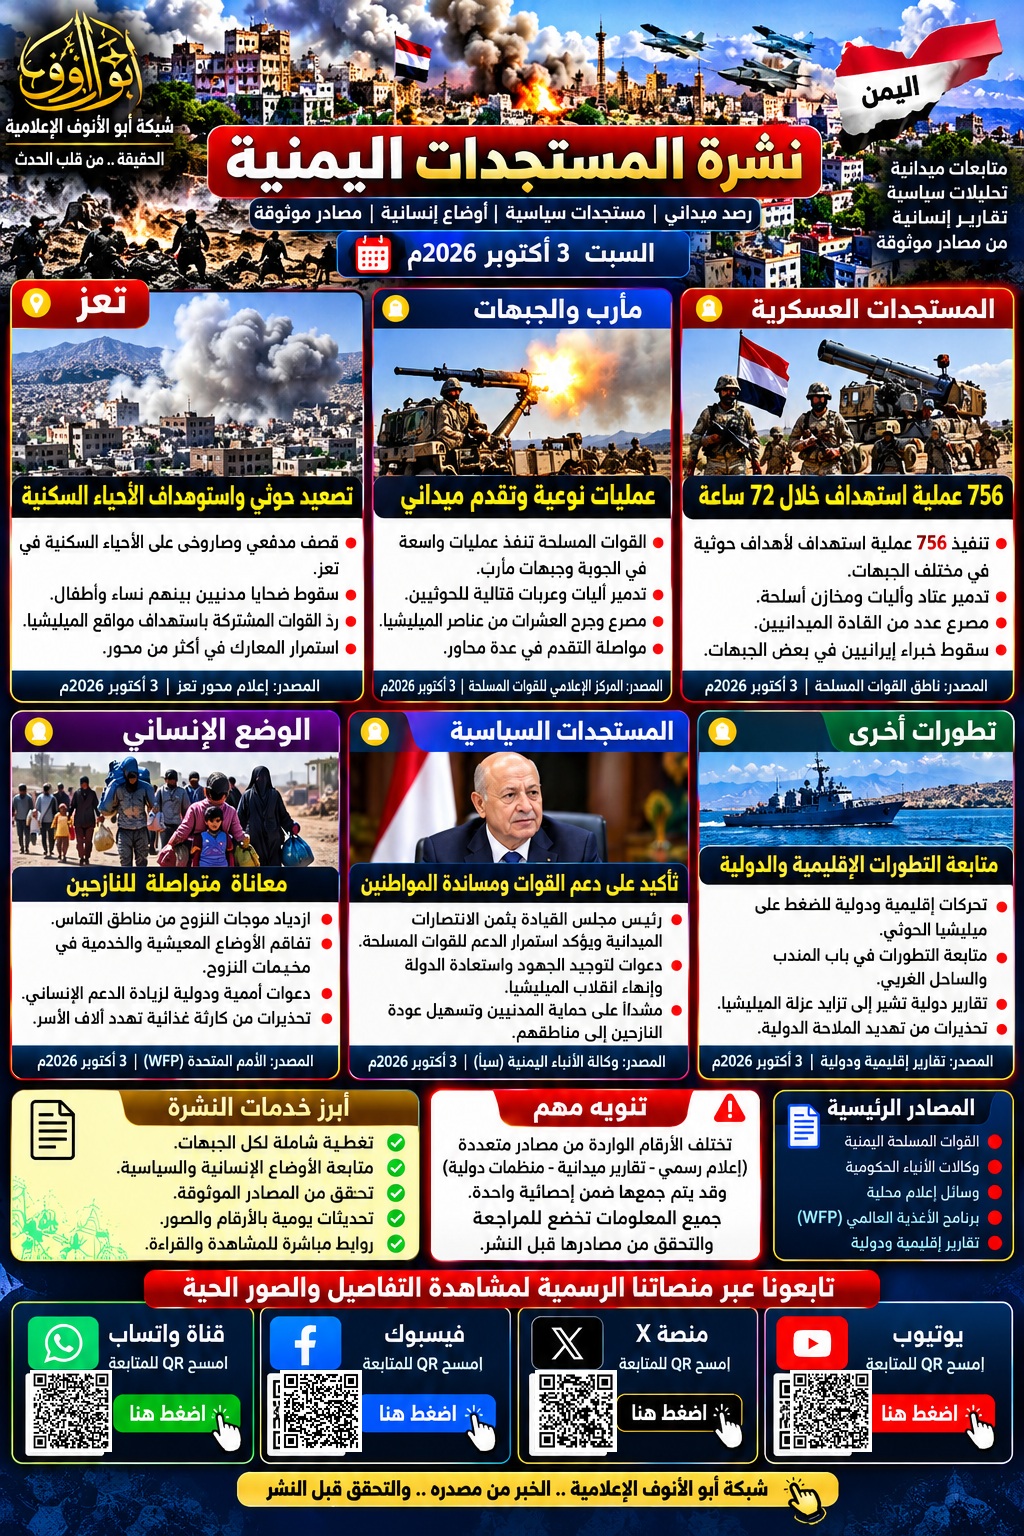 أبو الأنوف
شبكة أبو الأنوف الإعلامية
الحقيقة .. من قلب الحدث
اليمن
متابعات ميدانية
تحليلات سياسية
تقارير إنسانية
من مصادر موثوقة
نشرة المستجدات اليمنية
رصد ميداني | مستجدات سياسية | أوضاع إنسانية | مصادر موثوقة
السبت 3 أكتوبر 2026م
المستجدات العسكرية
756 عملية استهداف خلال 72 ساعة
تنفيذ 756 عملية استهداف لأهداف حوثية
في مختلف الجبهات.
تدمير عتاد وأليات ومخازن أسلحة.
مصرع عدد من القادة الميدانيين.
سقوط خبراء إيرانيين في بعض الجبهات.
المصدر: ناطق القوات المسلحة | 3 أكتوبر 2026م
مأرب والجبهات
عمليات نوعية وتقدم ميداني
القوات المسلحة تنفذ عمليات واسعة
في الجوبة وجبهات مأرب.
تدمير أليات وعربات قتالية للحوثيين.
مصرع وجرح العشرات من عناصر الميليشيا.
مواصلة التقدم في عدة محاور.
المصدر: المركز الإعلامي للقوات المسلحة | 3 أكتوبر 2026م
تعز
تصعيد حوثي واستوهداف الأحياء السكنية
قصف مدفعي وصاروخى على الأحياء السكنية في
تعز.
سقوط ضحايا مدنيين بينهم نساء وأطفال.
رد القوات المشتركة باستهداف مواقع الميليشيا.
استمرار المعارك في أكثر من محور.
المصدر: إعلام محور تعز | 3 أكتوبر 2026م
تطورات أخرى
متابعة التطورات الإقليمية والدولية
تحركات إقليمية ودولية للضغط على
ميليشيا الحوثي.
متابعة التطورات في باب المندب
والساحل الغربي.
تقارير دولية تشير إلى تزايد عزلة الميليشيا.
تحذيرات من تهديد الملاحة الدولية.
المصدر: تقارير إقليمية ودولية | 3 أكتوبر 2026م
المستجدات السياسية
تأكيد على دعم القوات ومساندة المواطنين
رئيس مجلس القيادة يثمن الانتصارات
الميدانية ويؤكد استمرار الدعم للقوات المسلحة.
دعوات لتوحيد الجهود واستعادة الدولة
وإنهاء انقلاب الميليشيا.
مشدداً على حماية المدنيين وتسهيل عودة
النازحين إلى مناطقهم.
المصدر: وكالة الأنباء اليمنية (سبأ) | 3 أكتوبر 2026م
الوضع الإنساني
معاناة متواصلة للنازحين
ازدياد موجات النزوح من مناطق التماس.
تفاقم الأوضاع المعيشية والخدمية في
مخيمات النزوح.
دعوات أممية ودولية لزيادة الدعم الإنساني.
تحذيرات من كارثة غذائية تهدد آلاف الأسر.
المصدر: الأمم المتحدة (WFP) | 3 أكتوبر 2026م
المصادر الرئيسية
القوات المسلحة اليمنية
وكالات الأنباء الحكومية
وسائل إعلام محلية
برنامج الأغذية العالمي (WFP)
تقارير إقليمية ودولية
تنويه مهم
تختلف الأرقام الواردة من مصادر متعددة
(إعلام رسمي - تقارير ميدانية - منظمات دولية)
وقد يتم جمعها ضمن إحصائية واحدة.
جميع المعلومات تخضع للمراجعة
والتحقق من مصادرها قبل النشر.
أبرز خدمات النشرة
تغطية شاملة لكل الجبهات.
متابعة الأوضاع الإنسانية والسياسية.
تحقق من المصادر الموثوقة.
تحديثات يومية بالأرقام والصور.
روابط مباشرة للمشاهدة والقراءة.
تابعونا عبر منصاتنا الرسمية لمشاهدة التفاصيل والصور الحية
يوتيوب
إمسح QR للمتابعة
اضغط هنا
منصة X
إمسح QR للمتابعة
اضغط هنا
فيسبوك
إمسح QR للمتابعة
اضغط هنا
قناة واتساب
امسح QR للمتابعة
اضغط هنا
شبكة أبو الأنوف الإعلامية .. الخبر من مصدره .. والتحقق قبل النشر